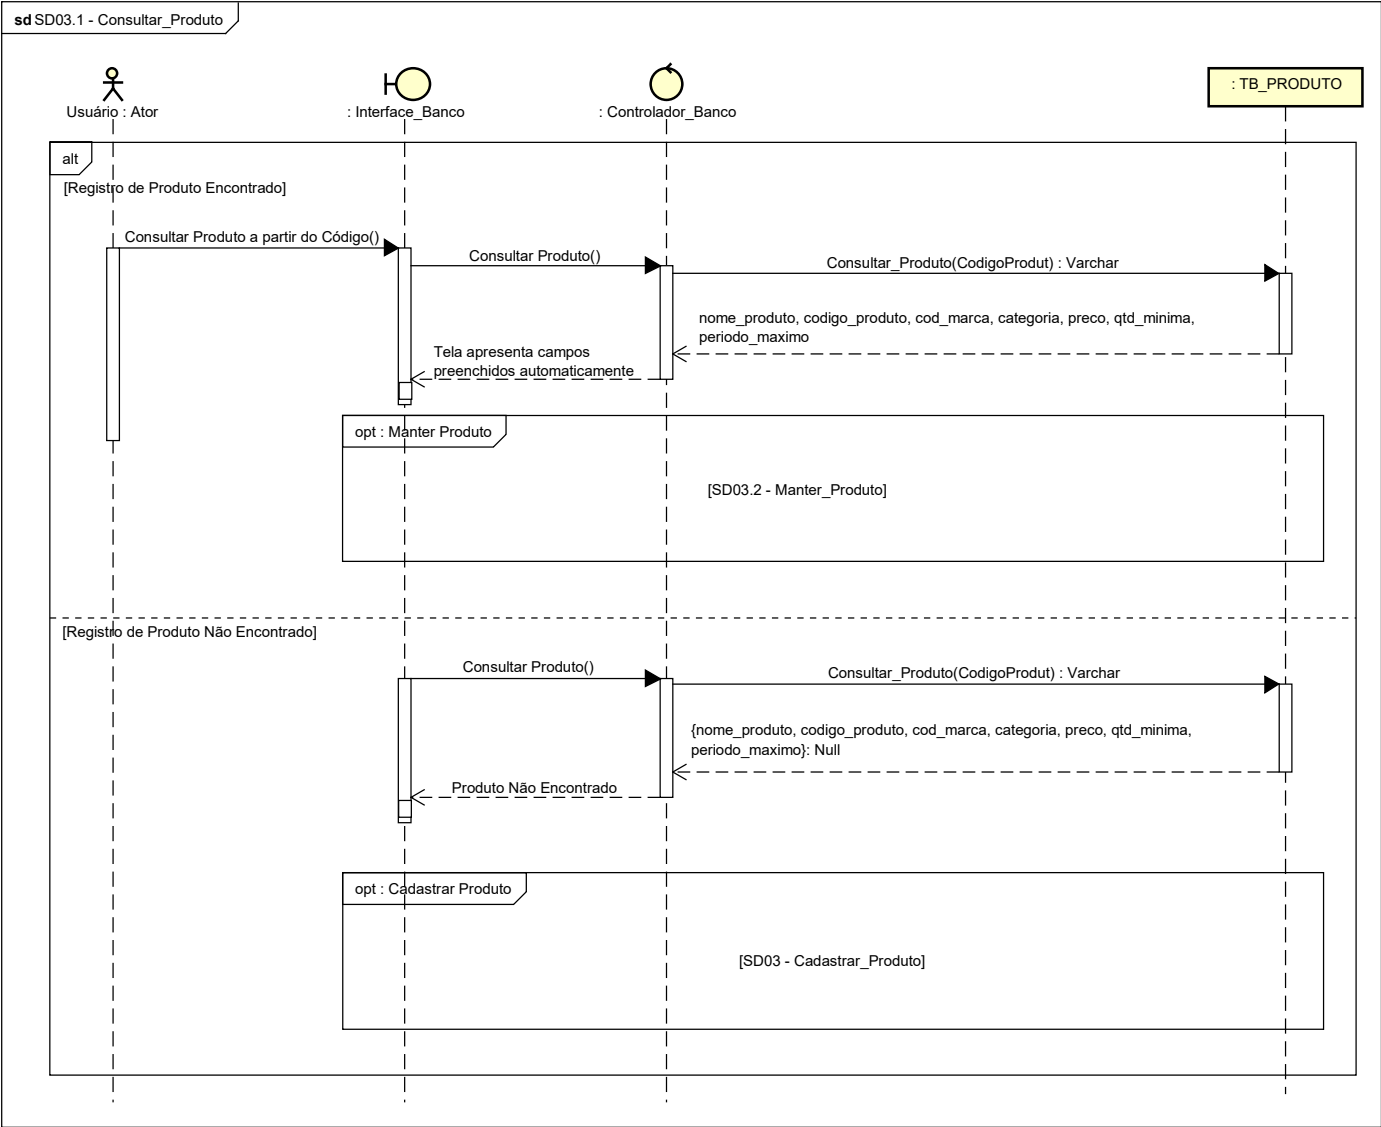 sd SD03.1 - Consultar_Produto
Usuário : Ator
: Interface_Banco
: Controlador_Banco
: TB_PRODUTO
alt
[Registro de Produto Encontrado]
Consultar Produto a partir do Código()
Consultar Produto()
Consultar_Produto(CodigoProdut) : Varchar
nome_produto, codigo_produto, cod_marca, categoria, preco, qtd_minima,
periodo_maximo
Tela apresenta campos
preenchidos automaticamente
opt : Manter Produto
[SD03.2 - Manter_Produto]
[Registro de Produto Não Encontrado]
Consultar Produto()
Consultar_Produto(CodigoProdut) : Varchar
{nome_produto, codigo_produto, cod_marca, categoria, preco, qtd_minima,
periodo_maximo}: Null
Produto Não Encontrado
opt : Cadastrar Produto
[SD03 - Cadastrar_Produto]